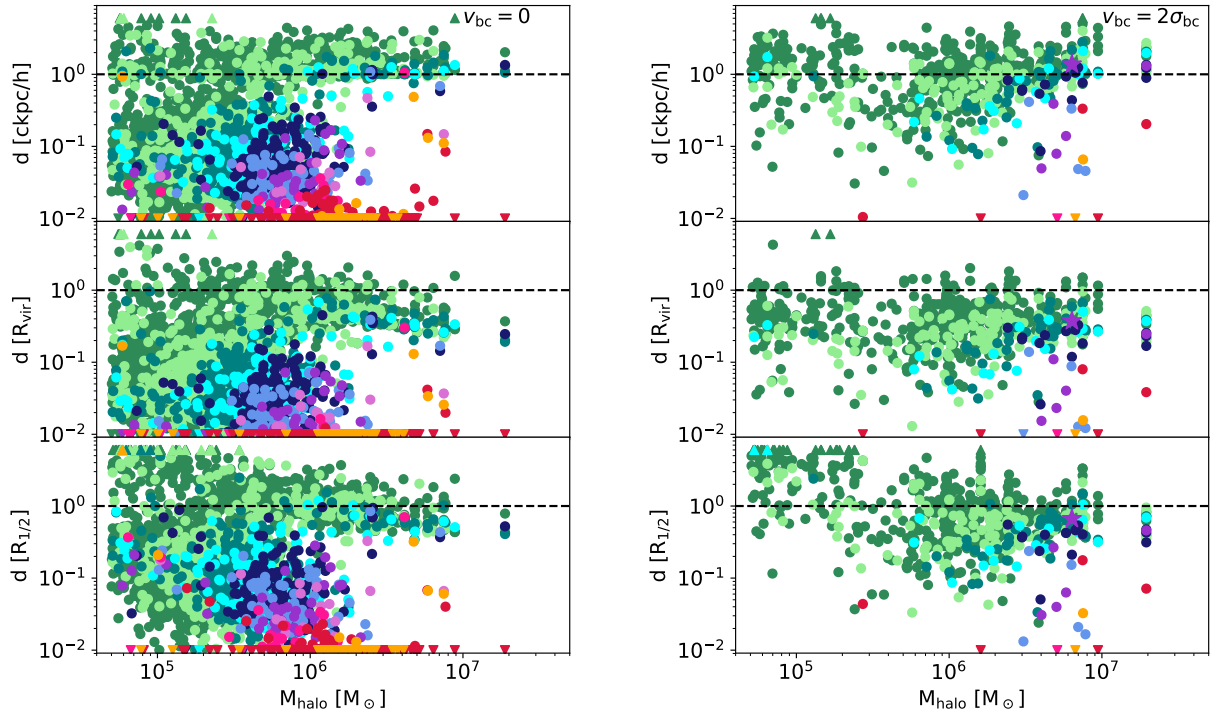 v_bc = 0
d [ckpc/h]
10^0
10^−1
10^−2
d [R_vir]
10^0
10^−1
10^−2
d [R_1/2]
10^0
10^−1
10^−2
10^5 10^6 10^7
M_halo [M_⊙]
v_bc = 2σ_bc
d [ckpc/h]
10^0
10^−1
10^−2
d [R_vir]
10^0
10^−1
10^−2
d [R_1/2]
10^0
10^−1
10^−2
10^5 10^6 10^7
M_halo [M_⊙]